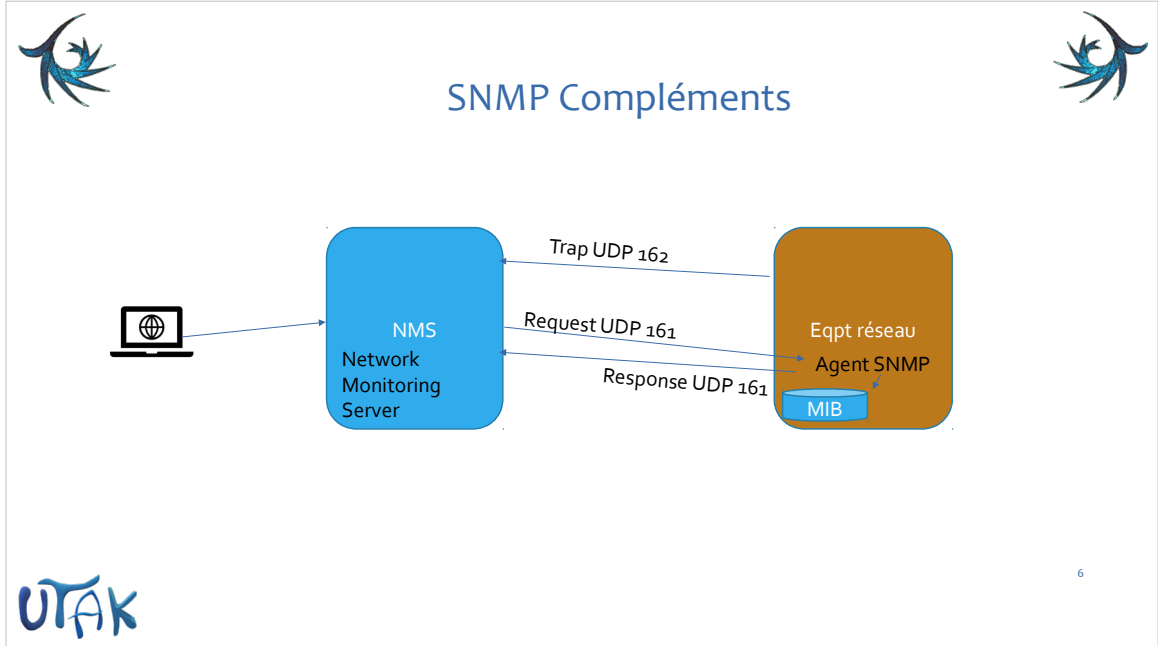 SNMP Compléments
Trap UDP 162
NMS
Network
Monitoring
Server
Request UDP 161
Response UDP 161
Eqpt réseau
Agent SNMP
MIB
6
UTAK